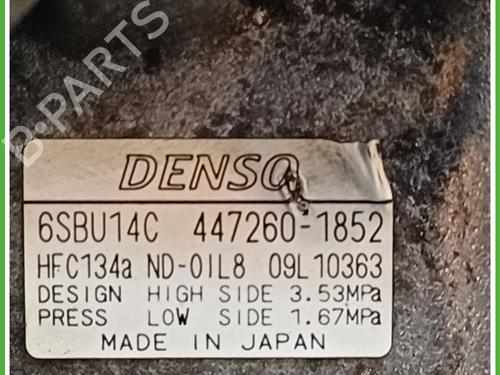 B-PARTS
DENSO
6SBU14C 447260-1852
HFC134a ND-OIL8 09L10363
DESIGN HIGH SIDE 3.53MPa
PRESS LOW SIDE 1.67MPa
MADE IN JAPAN